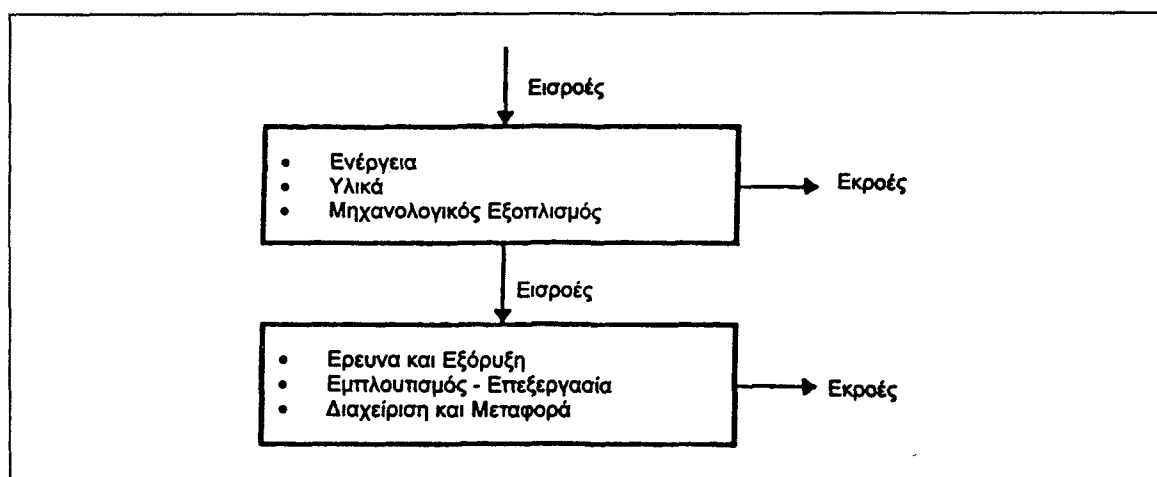 Εισροές
• Ενέργεια
• Υλικά
• Μηχανολογικός Εξοπλισμός
Εκροές
Εισροές
• Ερευνα και Εξόρυξη
• Εμπλουτισμός - Επεξεργασία
• Διαχείριση και Μεταφορά
Εκροές